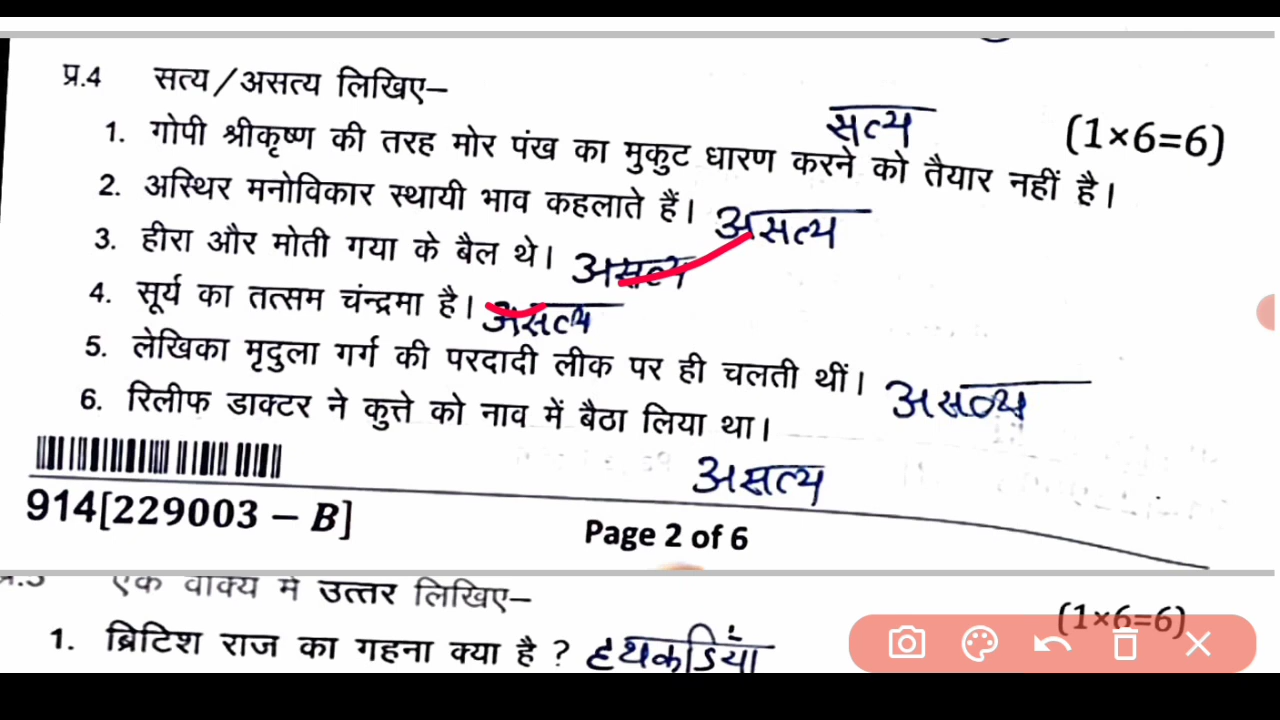 प्र.4 सत्य/असत्य लिखिए–
(1×6=6)
सत्य
1. गोपी श्रीकृष्ण की तरह मोर पंख का मुकुट धारण करने को तैयार नहीं है।
2. अस्थिर मनोविकार स्थायी भाव कहलाते हैं। असत्य
3. हीरा और मोती गया के बैल थे। असत्य
4. सूर्य का तत्सम चंन्द्रमा है। असत्य
5. लेखिका मृदुला गर्ग की परदादी लीक पर ही चलती थीं। असत्य
6. रिलीफ डाक्टर ने कुत्ते को नाव में बैठा लिया था।
असत्य
914[229003 – B]
Page 2 of 6
प्र.5 एक वाक्य में उत्तर लिखिए–
(1×6=6)
1. ब्रिटिश राज का गहना क्या है ? हथकड़ियाँ